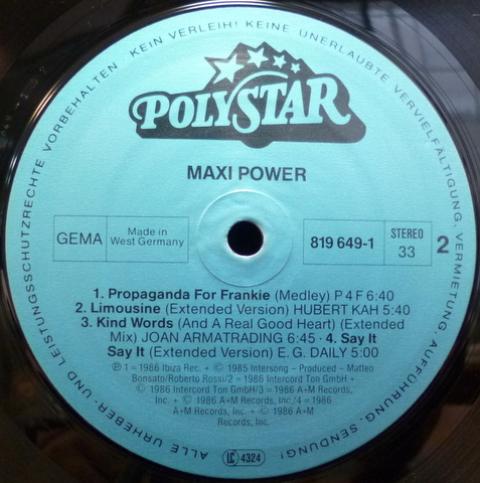 ALLE URHEBER- UND LEISTUNGSSCHUTZRECHTE VORBEHALTEN KEIN VERLEIH! KEINE UNERLAUBTE VERVIELFÄLTIGUNG, VERMIETUNG, AUFFÜHRUNG, SENDUNG!
POLYSTAR
MAXI POWER
GEMA
Made in
West Germany
819 649-1
STEREO
33
2
1. Propaganda For Frankie (Medley) P 4 F 6:40
2. Limousine (Extended Version) HUBERT KAH 5:40
3. Kind Words (And A Real Good Heart) (Extended
Mix) JOAN ARMATRADING 6:45 · 4. Say It
Say It (Extended Version) E. G. DAILY 5:00
℗ 1 = 1986 Ibiza Rec. + © 1985 Intersong - Produced - Matteo
Bonsato/Roberto Rossi/2 = 1986 Intercord Ton GmbH +
© 1986 Intercord Ton GmbH/3 = 1986 A+M Records,
Inc. + © 1986 A+M Records, Inc./4 = 1986
A+M Records, Inc. + © 1986 A+M
Records, Inc.
LC 4324